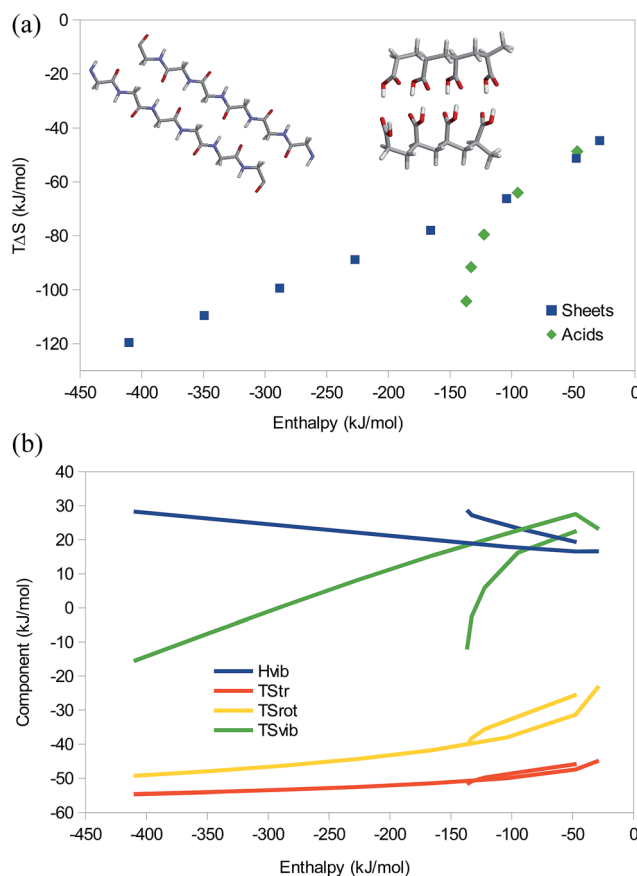 (a)
0
-20
-40
-60
-80
-100
-120
TΔS (kJ/mol)
Sheets
Acids
-450 -400 -350 -300 -250 -200 -150 -100 -50 0
Enthalpy (kJ/mol)
(b)
40
30
20
10
0
-10
-20
-30
-40
-50
-60
Component (kJ/mol)
Hvib
TStr
TSrot
TSvib
-450 -400 -350 -300 -250 -200 -150 -100 -50 0
Enthalpy (kJ/mol)